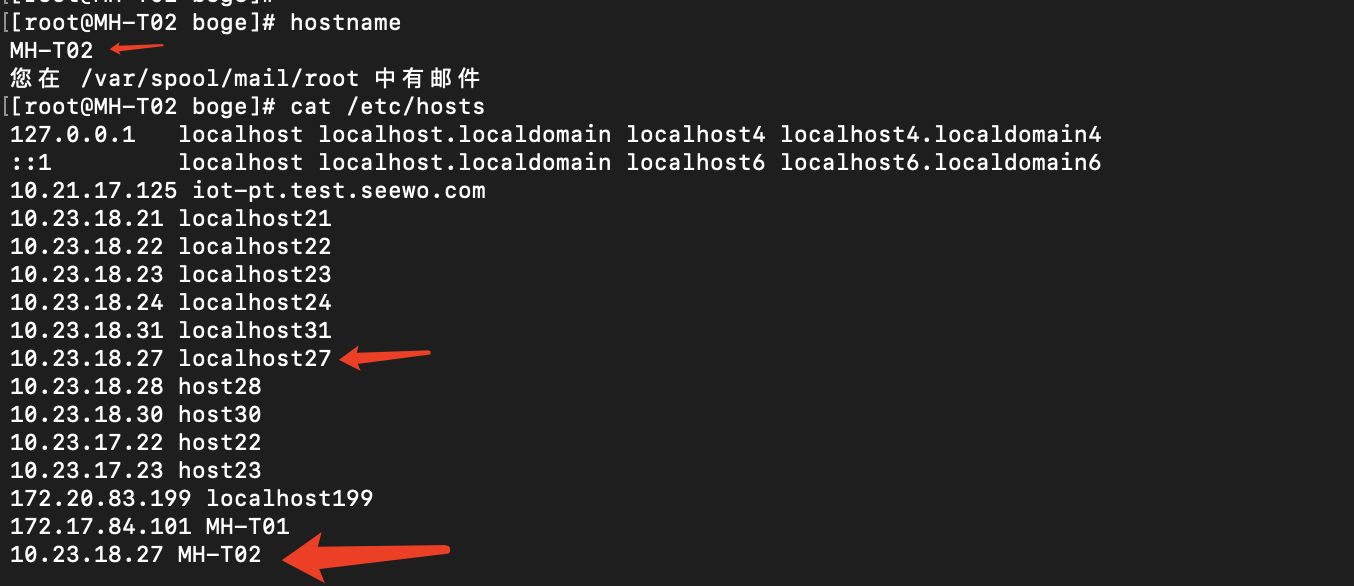 [[root@MH-T02 boge]#
[[root@MH-T02 boge]# hostname
MH-T02
您在 /var/spool/mail/root 中有邮件
[[root@MH-T02 boge]# cat /etc/hosts
127.0.0.1   localhost localhost.localdomain localhost4 localhost4.localdomain4
::1         localhost localhost.localdomain localhost6 localhost6.localdomain6
10.21.17.125 iot-pt.test.seewo.com
10.23.18.21 localhost21
10.23.18.22 localhost22
10.23.18.23 localhost23
10.23.18.24 localhost24
10.23.18.31 localhost31
10.23.18.27 localhost27
10.23.18.28 host28
10.23.18.30 host30
10.23.17.22 host22
10.23.17.23 host23
172.20.83.199 localhost199
172.17.84.101 MH-T01
10.23.18.27 MH-T02